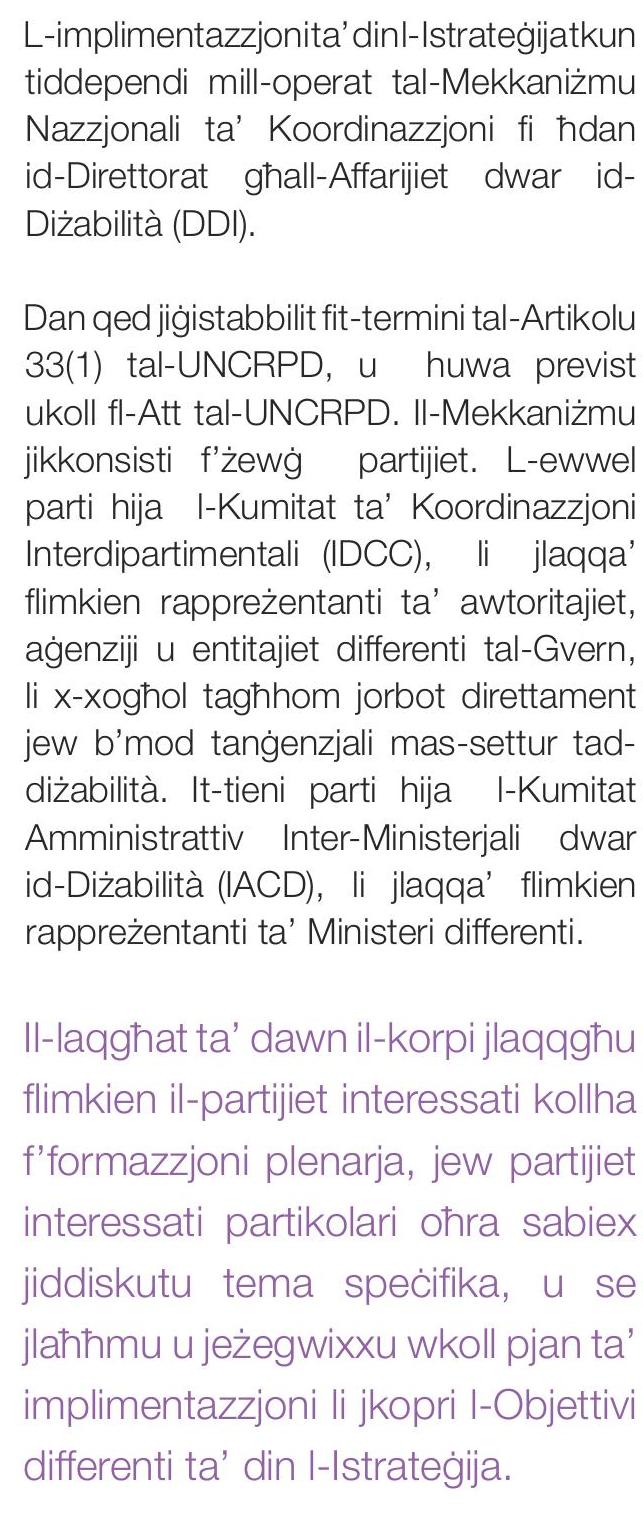 L-implimentazzjonita’dinl-Istrateġijatkun
tiddependi mill-operat tal-Mekkaniżmu
Nazzjonali ta’ Koordinazzjoni fi ħdan
id-Direttorat għall-Affarijiet dwar id-
Diżabilità (DDI).

Dan qed jiġistabbilit fit-termini tal-Artikolu
33(1) tal-UNCRPD, u huwa previst
ukoll fl-Att tal-UNCRPD. Il-Mekkaniżmu
jikkonsisti f’żewġ partijiet. L-ewwel
parti hija l-Kumitat ta’ Koordinazzjoni
Interdipartimentali (IDCC), li jlaqqa’
flimkien rappreżentanti ta’ awtoritajiet,
aġenziji u entitajiet differenti tal-Gvern,
li x-xogħol tagħhom jorbot direttament
jew b’mod tanġenzjali mas-settur tad-
diżabilità. It-tieni parti hija l-Kumitat
Amministrattiv Inter-Ministerjali dwar
id-Diżabilità (IACD), li jlaqqa’ flimkien
rappreżentanti ta’ Ministeri differenti.

Il-laqgħat ta’ dawn il-korpi jlaqqgħu
flimkien il-partijiet interessati kollha
f’formazzjoni plenarja, jew partijiet
interessati partikolari oħra sabiex
jiddiskutu tema speċifika, u se
jlaħħmu u jeżegwixxu wkoll pjan ta’
implimentazzjoni li jkopri l-Objettivi
differenti ta’ din l-Istrateġija.